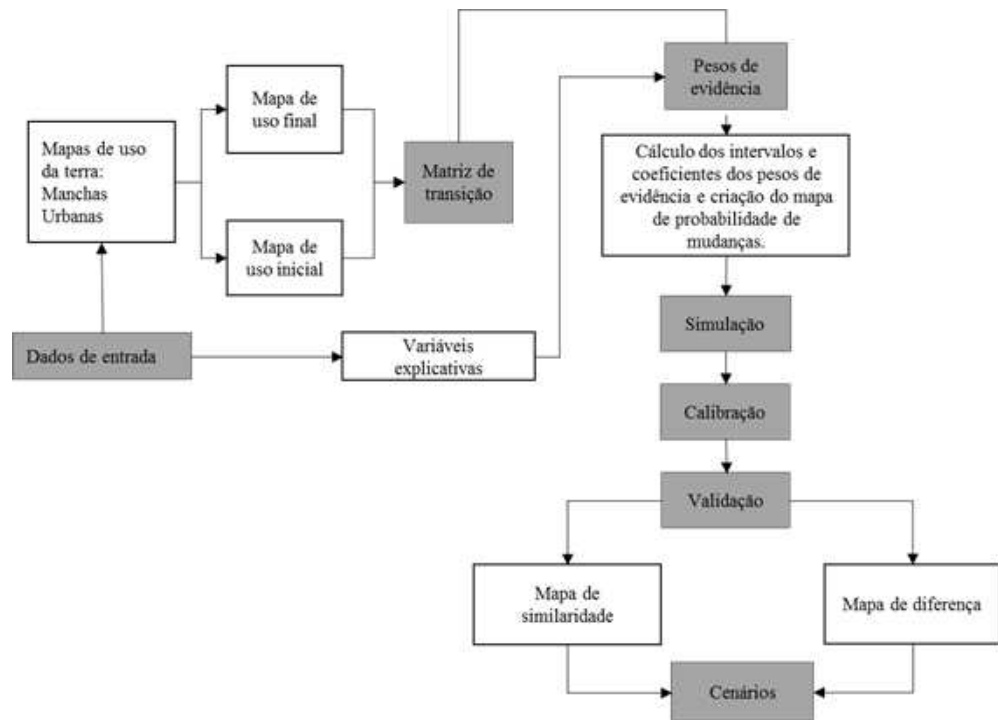 Pesos de
evidência
Mapa de
uso final
Mapas de uso
da terra:
Manchas
Urbanas
Matriz de
transição
Cálculo dos intervalos e
coeficientes dos pesos de
evidência e criação do mapa
de probabilidade de
mudanças.
Mapa de
uso inicial
Simulação
Dados de entrada
Variáveis
explicativas
Calibração
Validação
Mapa de
similaridade
Mapa de diferença
Cenários